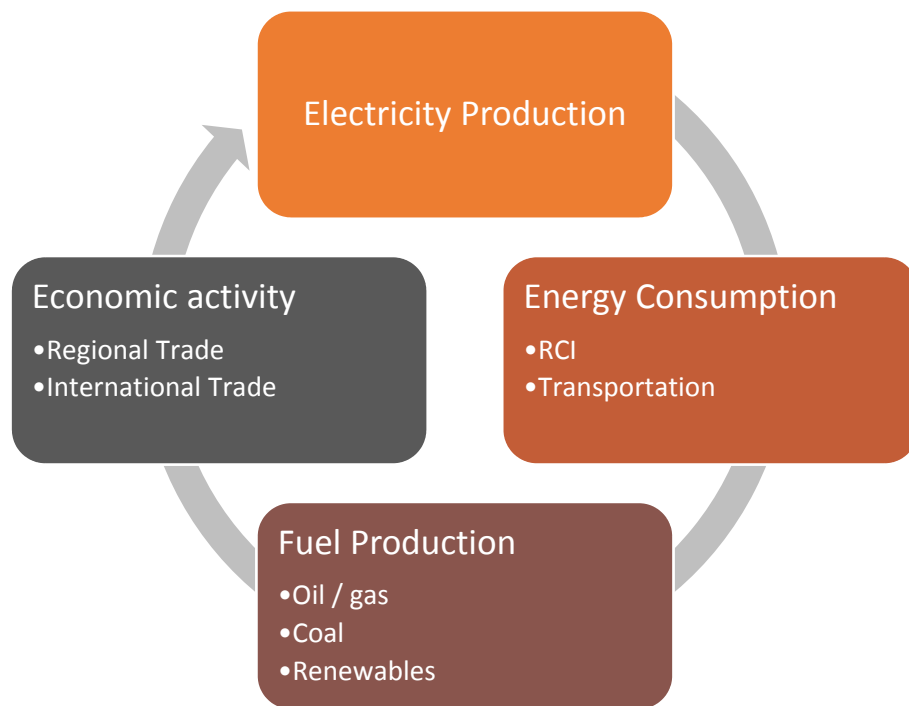 Electricity Production
Energy Consumption
•RCI
•Transportation
Fuel Production
•Oil / gas
•Coal
•Renewables
Economic activity
•Regional Trade
•International Trade